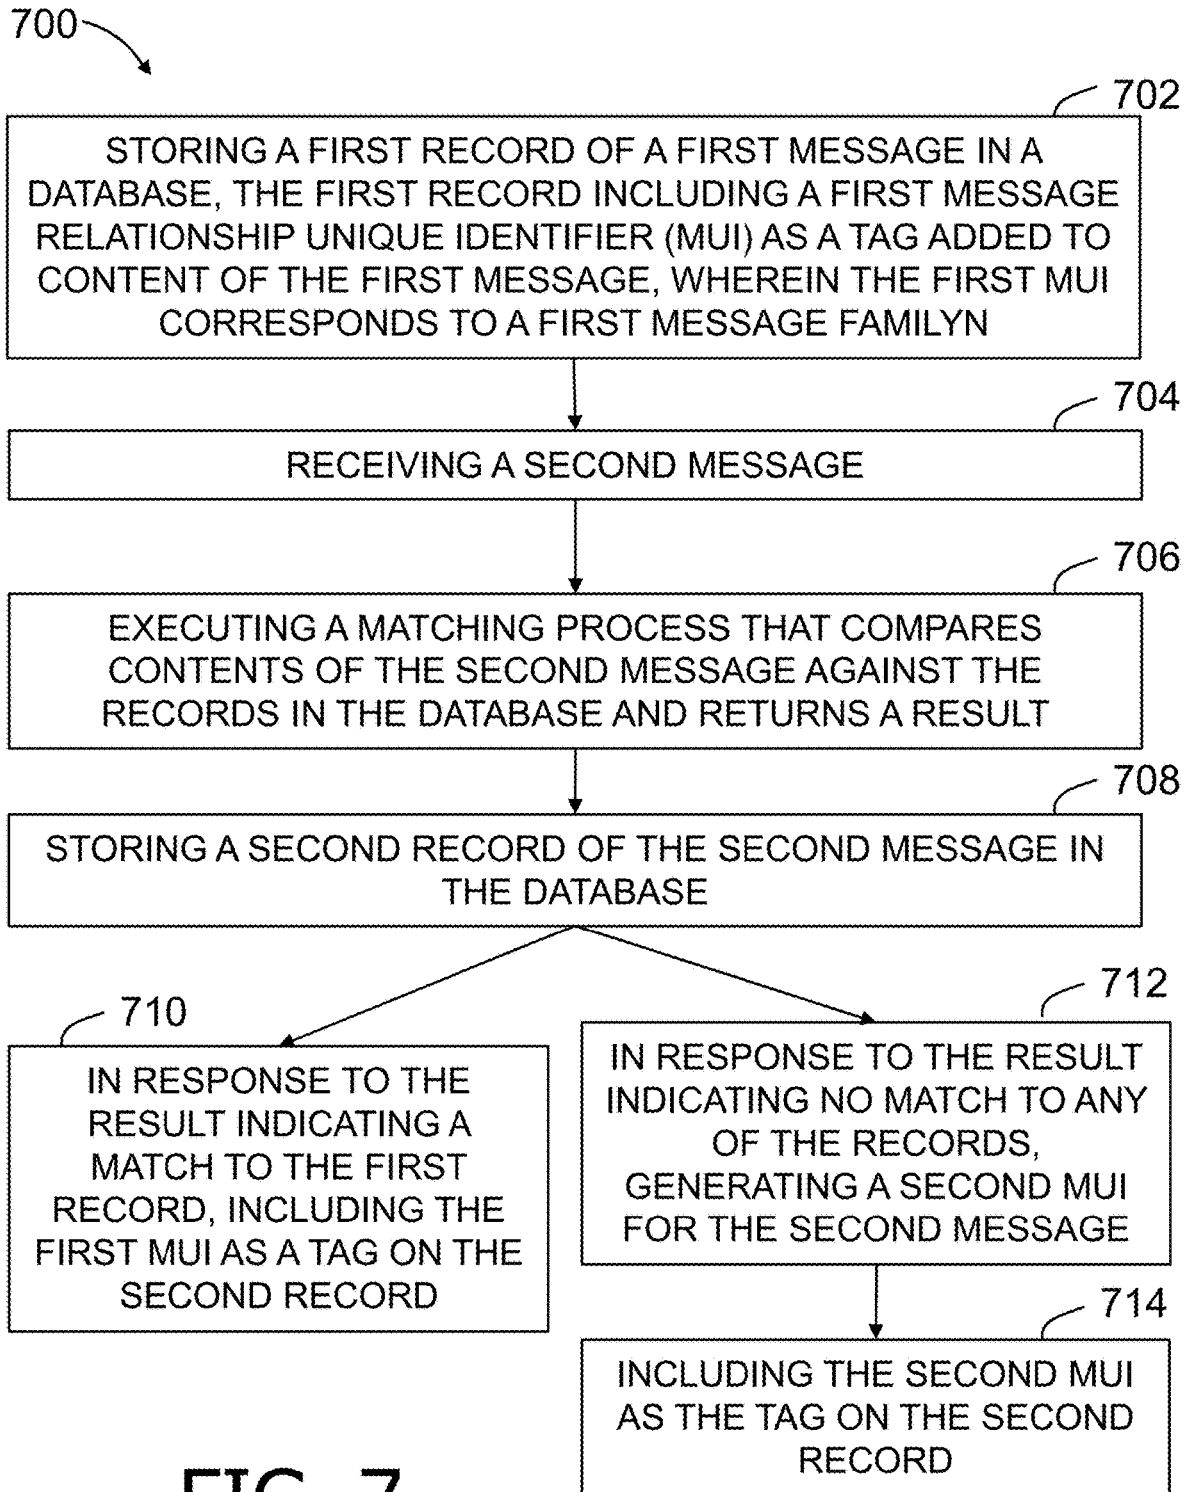 700
702
STORING A FIRST RECORD OF A FIRST MESSAGE IN A
DATABASE, THE FIRST RECORD INCLUDING A FIRST MESSAGE
RELATIONSHIP UNIQUE IDENTIFIER (MUI) AS A TAG ADDED TO
CONTENT OF THE FIRST MESSAGE, WHEREIN THE FIRST MUI
CORRESPONDS TO A FIRST MESSAGE FAMILYN
704
RECEIVING A SECOND MESSAGE
706
EXECUTING A MATCHING PROCESS THAT COMPARES
CONTENTS OF THE SECOND MESSAGE AGAINST THE
RECORDS IN THE DATABASE AND RETURNS A RESULT
708
STORING A SECOND RECORD OF THE SECOND MESSAGE IN
THE DATABASE
710
IN RESPONSE TO THE
RESULT INDICATING A
MATCH TO THE FIRST
RECORD, INCLUDING THE
FIRST MUI AS A TAG ON THE
SECOND RECORD
712
IN RESPONSE TO THE RESULT
INDICATING NO MATCH TO ANY
OF THE RECORDS,
GENERATING A SECOND MUI
FOR THE SECOND MESSAGE
714
INCLUDING THE SECOND MUI
AS THE TAG ON THE SECOND
RECORD
FIG. 7